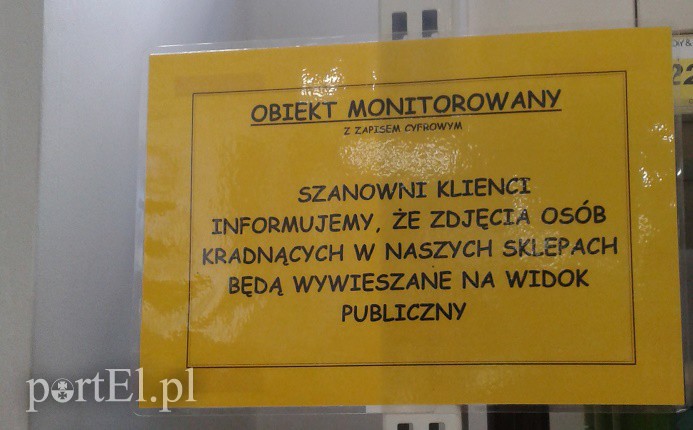 OBIEKT MONITOROWANY
Z ZAPISEM CYFROWYM
SZANOWNI KLIENCI
INFORMUJEMY, ŻE ZDJĘCIA OSÓB
KRADNĄCYCH W NASZYCH SKLEPACH
BĘDĄ WYWIESZANE NA WIDOK
PUBLICZNY
portEl.pl